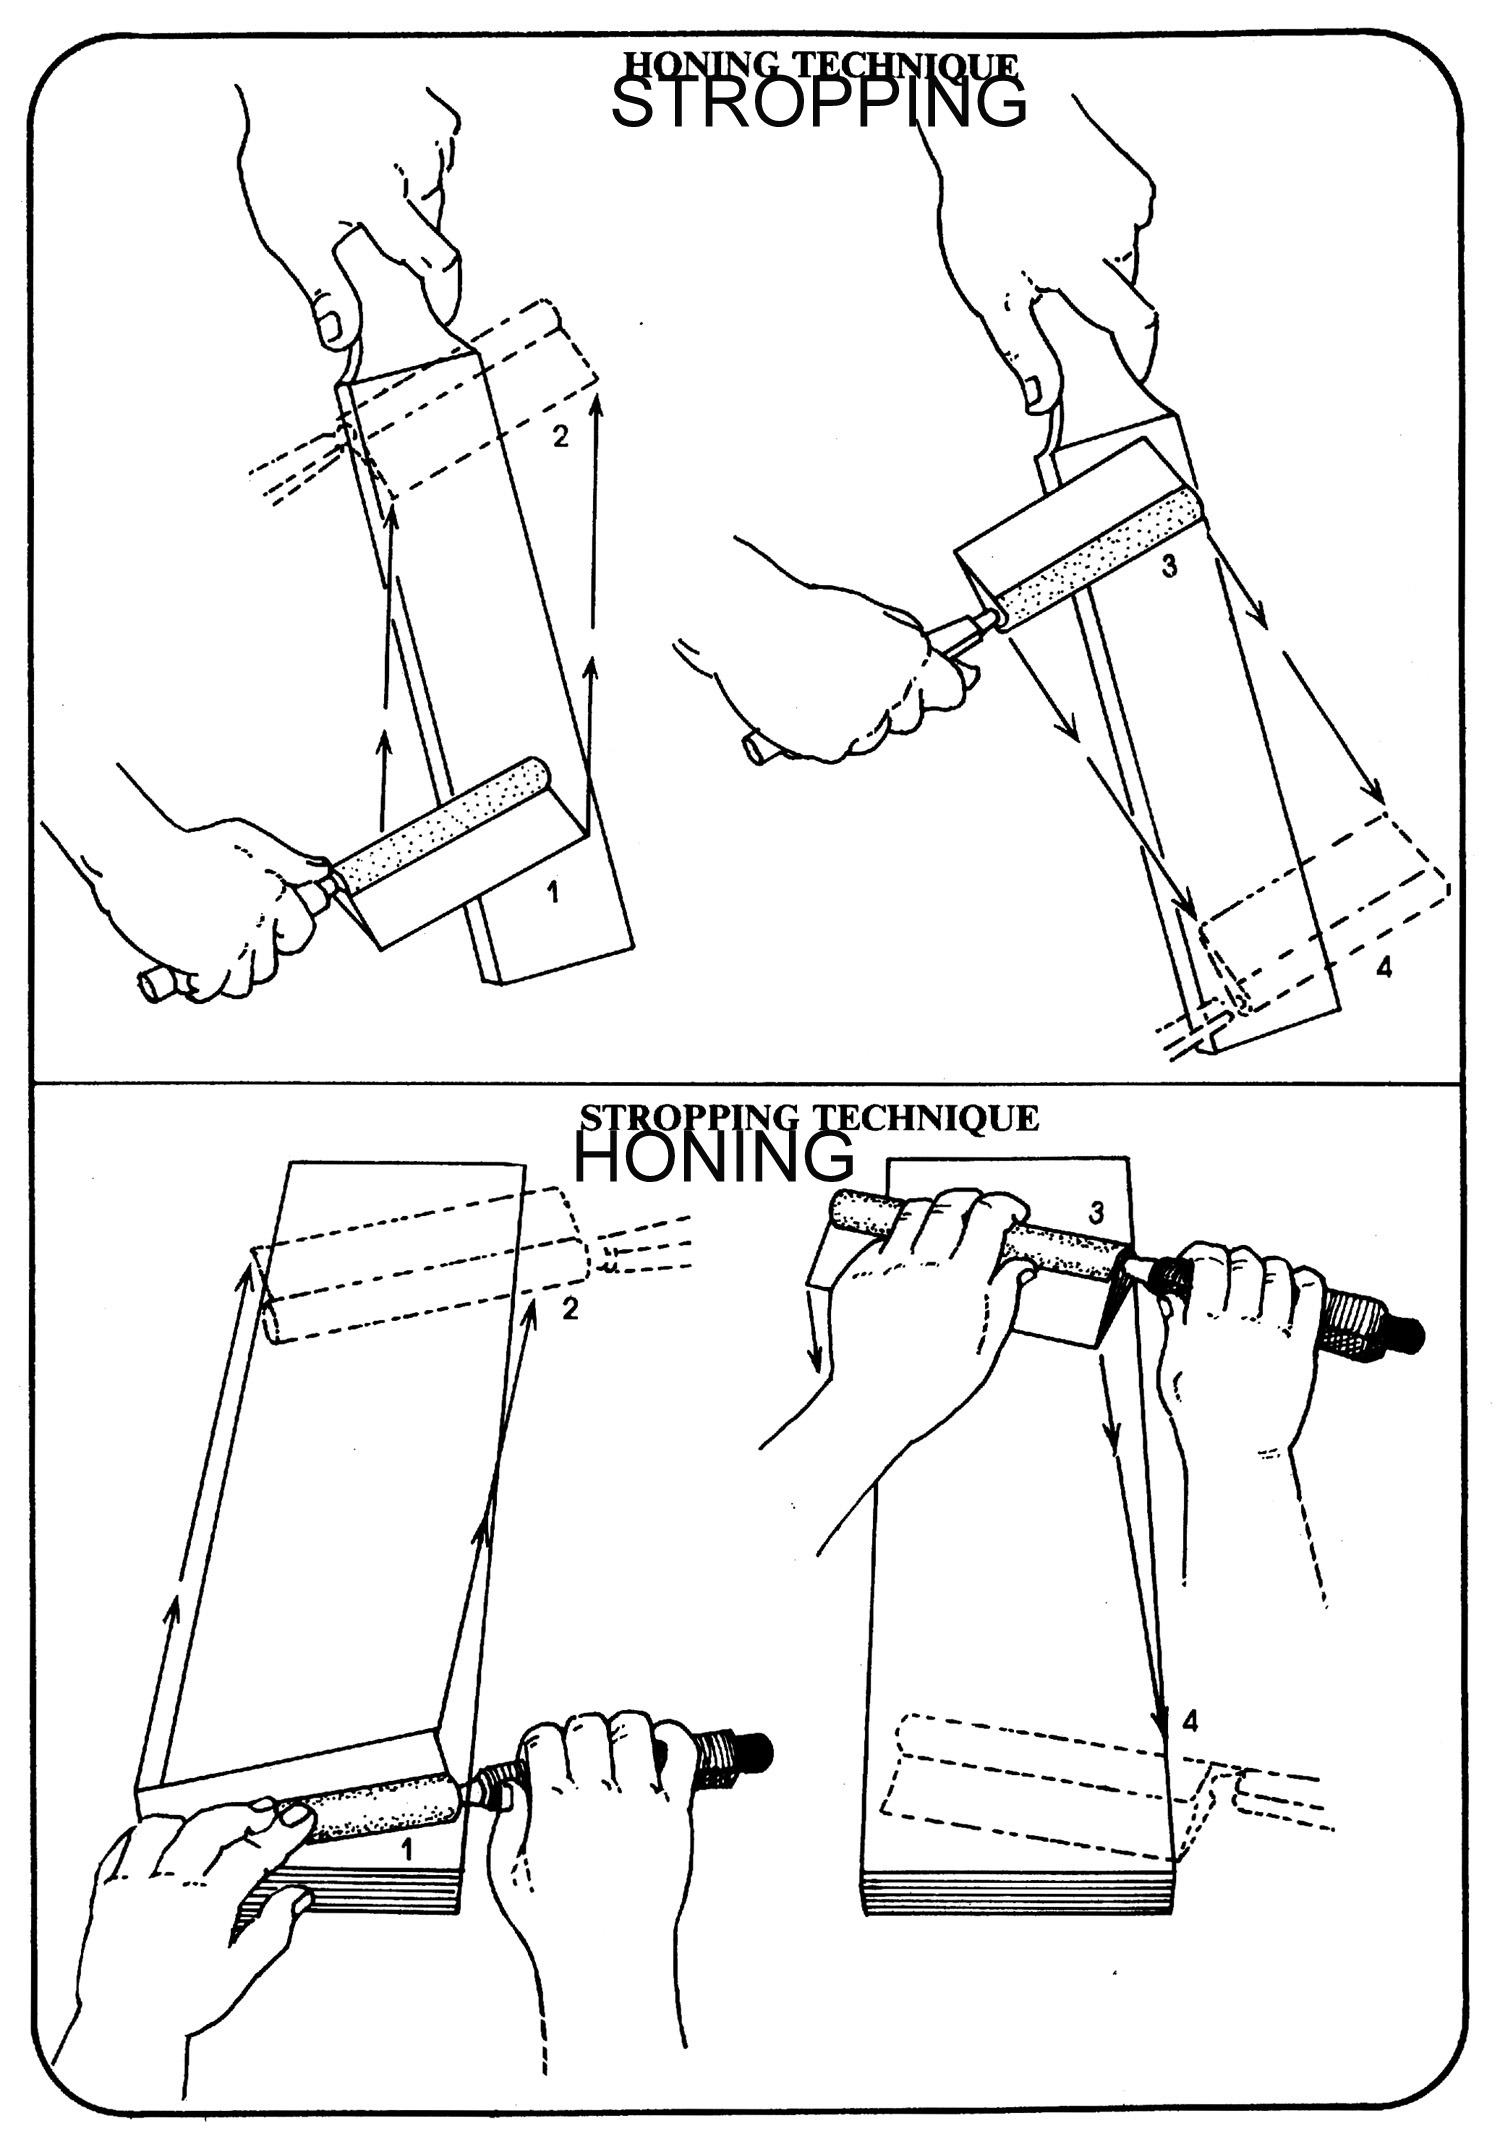 HONING TECHNIQUE
STROPPING
2
3
1
4
STROPPING TECHNIQUE
HONING
3
2
4
1